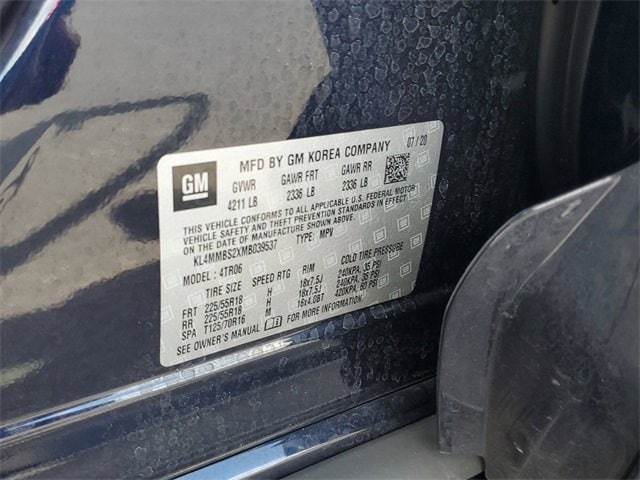 MFD BY GM KOREA COMPANY 07/20
GM
GVWR GAWR FRT GAWR RR
4211 LB 2336 LB 2336 LB
THIS VEHICLE CONFORMS TO ALL APPLICABLE U.S. FEDERAL MOTOR
VEHICLE SAFETY AND THEFT PREVENTION STANDARDS IN EFFECT
ON THE DATE OF MANUFACTURE SHOWN ABOVE.
KL4MMBS2XMB039537 TYPE: MPV
MODEL: 4TR06
TIRE SIZE SPEED RTG RIM COLD TIRE PRESSURE
FRT 225/55R18 H 18x7.5J 240KPA, 35 PSI
RR 225/55R18 H 18x7.5J 240KPA, 35 PSI
SPA T125/70R16 M 16x4.0BT 420KPA, 60 PSI
SEE OWNER'S MANUAL FOR MORE INFORMATION.